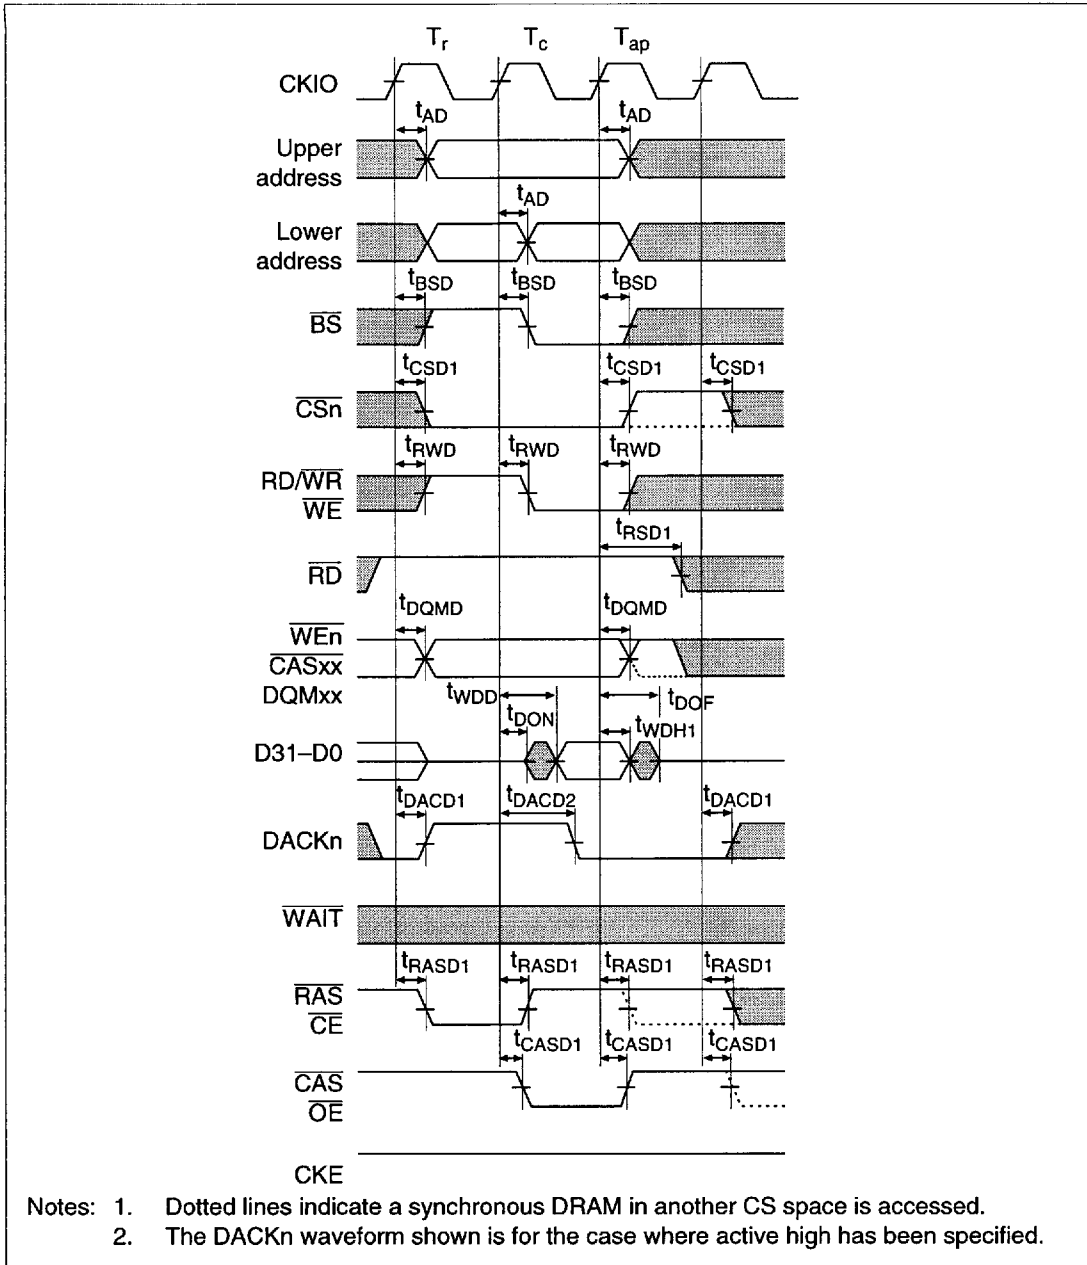 Tr Tc Tap
CKIO
tAD tAD
Upper
address
tAD
Lower
address
tBSD tBSD tBSD
BS
tCSD1 tCSD1 tCSD1
CSn
tRWD tRWD tRWD
RD/WR
WE
tRSD1
RD
tDQMD tDQMD
WEn
CASxx
DQMxx
tWDD tDOF
tDON tWDH1
D31–D0
tDACD1 tDACD2 tDACD1
DACKn
WAIT
tRASD1 tRASD1 tRASD1 tRASD1
RAS
CE
tCASD1 tCASD1 tCASD1
CAS
OE
CKE
Notes: 1. Dotted lines indicate a synchronous DRAM in another CS space is accessed.
2. The DACKn waveform shown is for the case where active high has been specified.